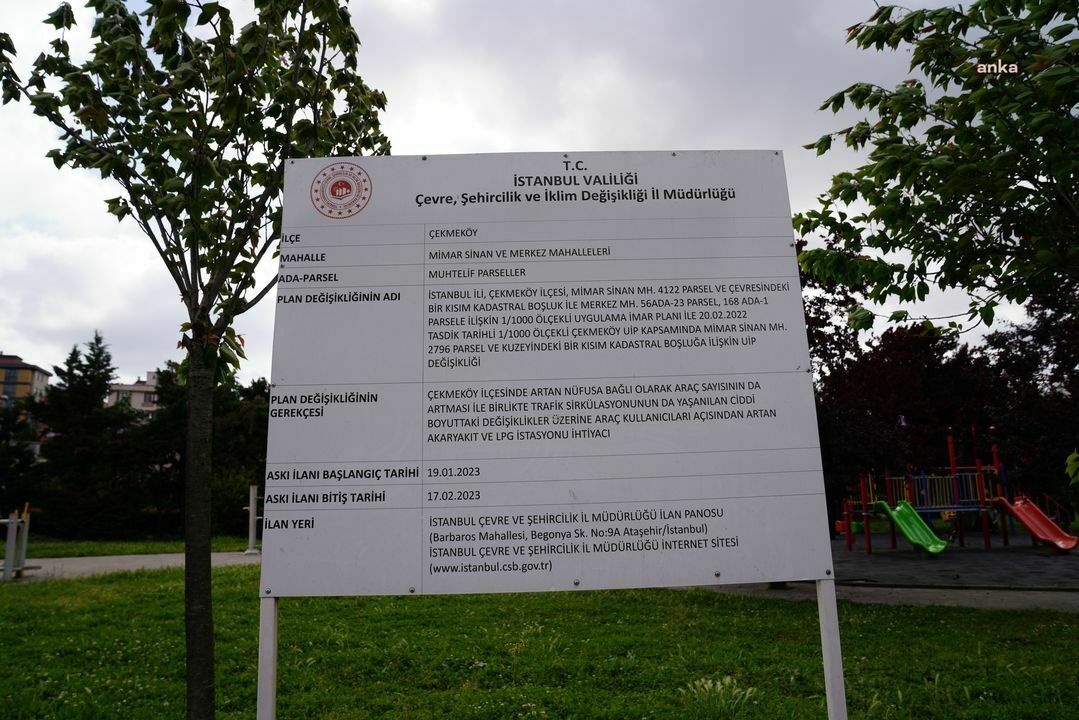 anka
T.C.
İSTANBUL VALİLİĞİ
Çevre, Şehircilik ve İklim Değişikliği İl Müdürlüğü
İLÇE
ÇEKMEKÖY
MAHALLE
MİMAR SİNAN VE MERKEZ MAHALLELERİ
ADA-PARSEL
MUHTELİF PARSELLER
PLAN DEĞİŞİKLİĞİNİN ADI
İSTANBUL İLİ, ÇEKMEKÖY İLÇESİ, MİMAR SİNAN MH. 4122 PARSEL VE ÇEVRESİNDEKİ
BİR KISIM KADASTRAL BOŞLUK İLE MERKEZ MH. 56ADA-23 PARSEL, 168 ADA-1
PARSELE İLİŞKİN 1/1000 ÖLÇEKLİ UYGULAMA İMAR PLANI İLE 20.02.2022
TASDİK TARİHLİ 1/1000 ÖLÇEKLİ ÇEKMEKÖY UİP KAPSAMINDA MİMAR SİNAN MH.
2796 PARSEL VE KUZEYİNDEKİ BİR KISIM KADASTRAL BOŞLUĞA İLİŞKİN UİP
DEĞİŞİKLİĞİ
PLAN DEĞİŞİKLİĞİNİN
GEREKÇESİ
ÇEKMEKÖY İLÇESİNDE ARTAN NÜFUSA BAĞLI OLARAK ARAÇ SAYISININ DA
ARTMASI İLE BİRLİKTE TRAFİK SİRKÜLASYONUNUN DA YAŞANILAN CİDDİ
BOYUTTAKİ DEĞİŞİKLİKLER ÜZERİNE ARAÇ KULLANICILARI AÇISINDAN ARTAN
AKARYAKIT VE LPG İSTASYONU İHTİYACI
ASKI İLANI BAŞLANGIÇ TARİHİ
19.01.2023
ASKI İLANI BİTİŞ TARİHİ
17.02.2023
İLAN YERİ
İSTANBUL ÇEVRE VE ŞEHİRCİLİK İL MÜDÜRLÜĞÜ İLAN PANOSU
(Barbaros Mahallesi, Begonya Sk. No:9A Ataşehir/İstanbul)
İSTANBUL ÇEVRE VE ŞEHİRCİLİK İL MÜDÜRLÜĞÜ İNTERNET SİTESİ
(www.istanbul.csb.gov.tr)